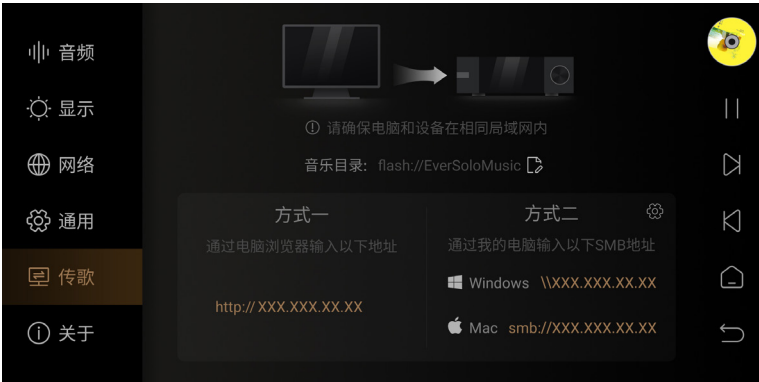 音频
显示
网络
通用
传歌
关于
请确保电脑和设备在相同局域网内
音乐目录: flash://EverSoloMusic
方式一
通过电脑浏览器输入以下地址
http://XXX.XXX.XX.XX
方式二
通过我的电脑输入以下SMB地址
Windows \\XXX.XXX.XX.XX
Mac smb://XXX.XXX.XX.XX